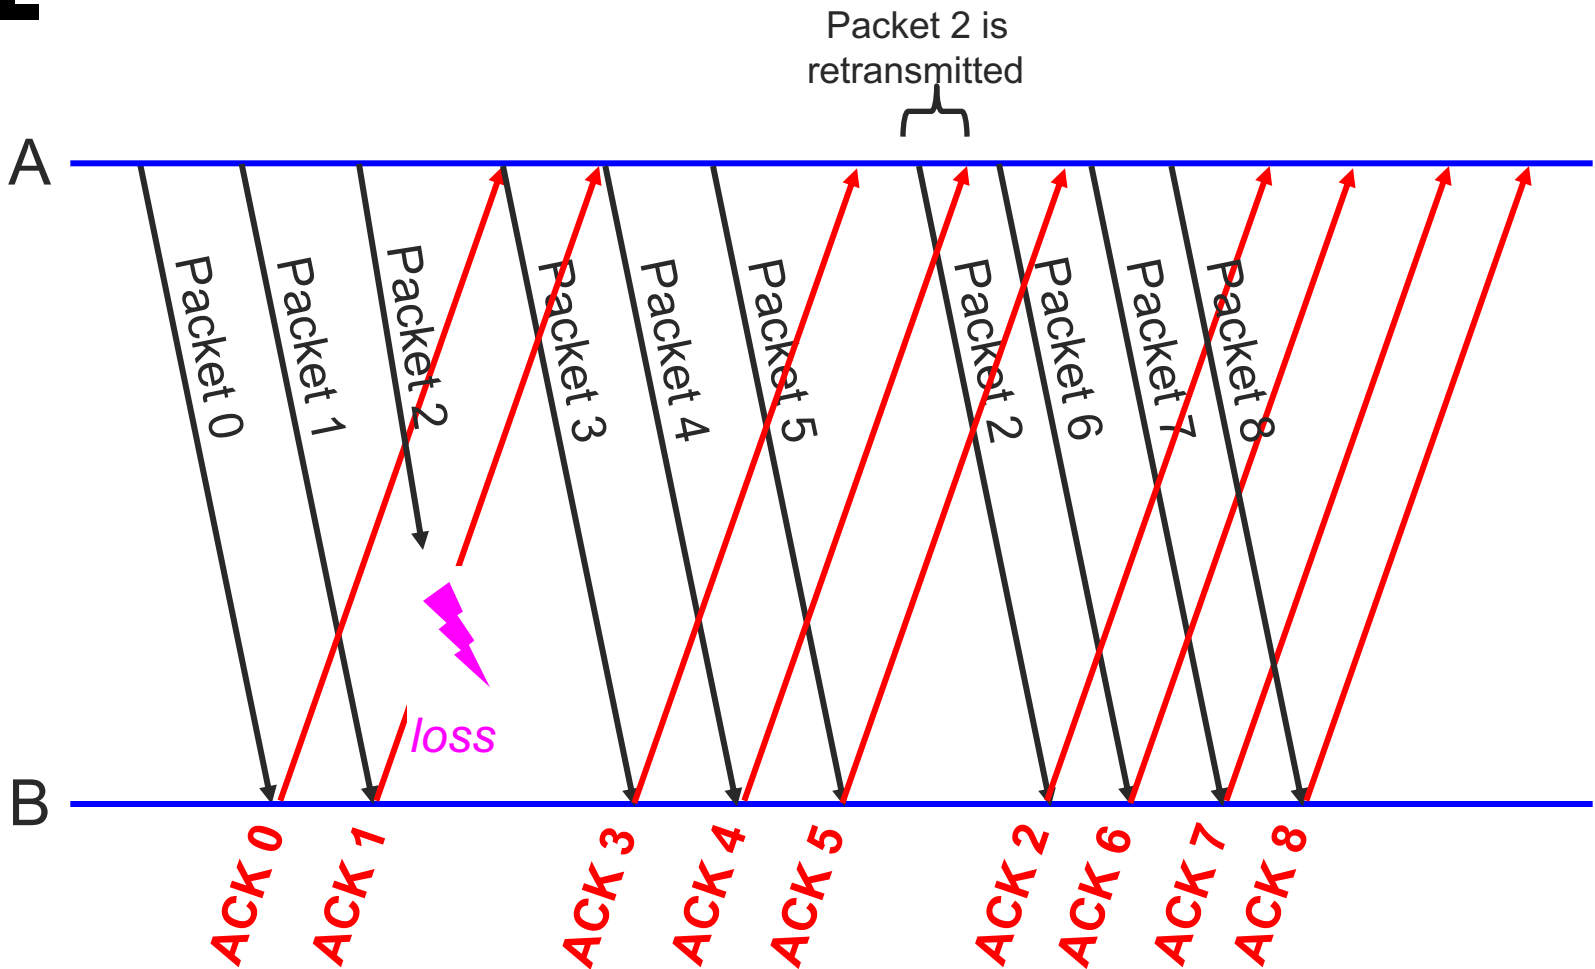 Packet 2 is
retransmitted
A
Packet 0
Packet 1
Packet 2
Packet 3
Packet 4
Packet 5
Packet 2
Packet 6
Packet 7
Packet 8
loss
B
ACK 0
ACK 1
ACK 3
ACK 4
ACK 5
ACK 2
ACK 6
ACK 7
ACK 8